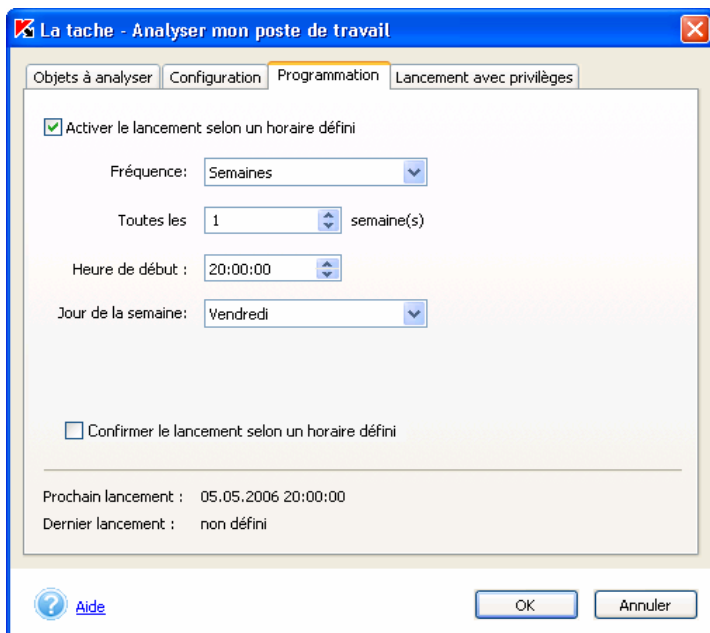 La tache - Analyser mon poste de travail
Objets à analyser Configuration Programmation Lancement avec privilèges
Activer le lancement selon un horaire défini
Fréquence: Semaines
Toutes les 1 semaine(s)
Heure de début : 20:00:00
Jour de la semaine: Vendredi
Confirmer le lancement selon un horaire défini
Prochain lancement : 05.05.2006 20:00:00
Dernier lancement : non défini
Aide OK Annuler